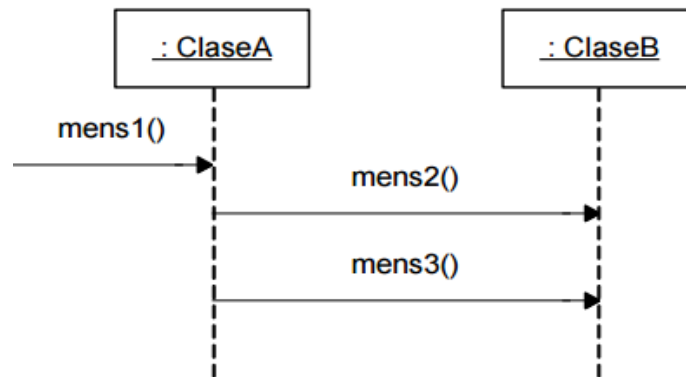 : ClaseA
: ClaseB
mens1()
mens2()
mens3()